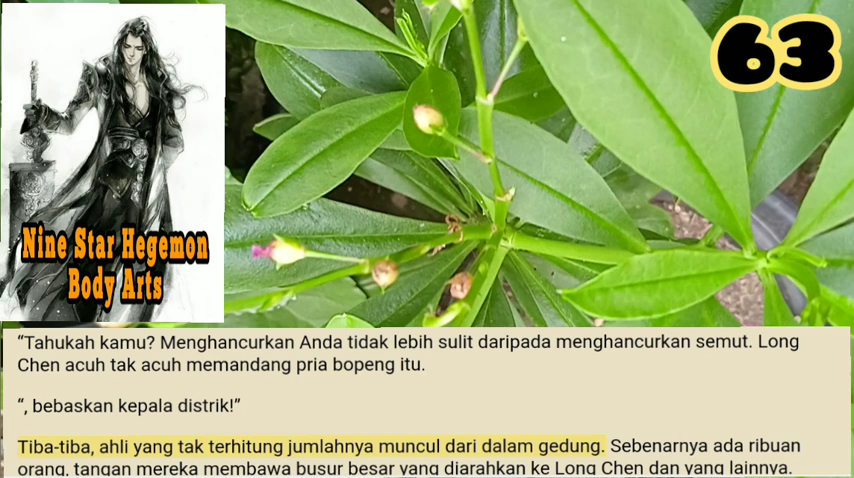 63
Nine Star Hegemon
Body Arts
“Tahukah kamu? Menghancurkan Anda tidak lebih sulit daripada menghancurkan semut. Long
Chen acuh tak acuh memandang pria bopeng itu.
“, bebaskan kepala distrik!”
Tiba-tiba, ahli yang tak terhitung jumlahnya muncul dari dalam gedung. Sebenarnya ada ribuan
orang, tangan mereka membawa busur besar yang diarahkan ke Long Chen dan yang lainnya.